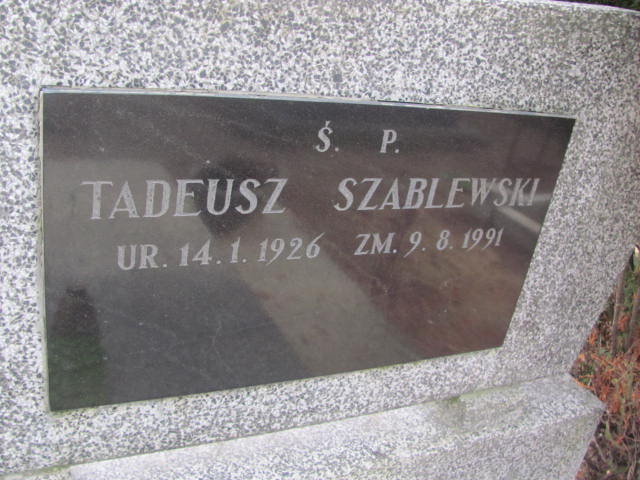 Ś. P.
TADEUSZ SZABLEWSKI
UR. 14. 1. 1926 ZM. 9. 8. 1991